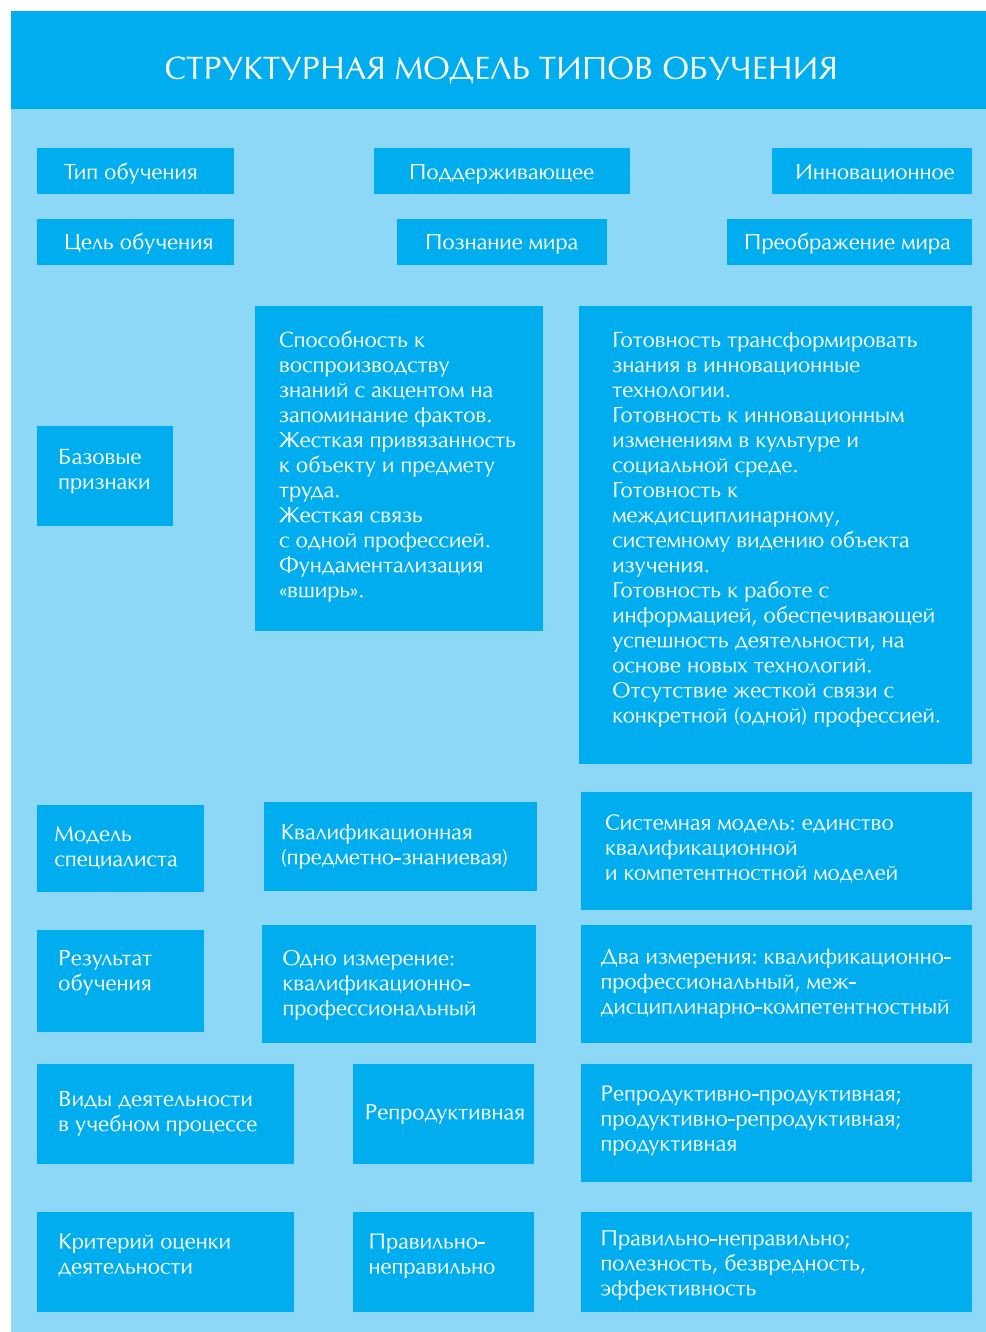 СТРУКТУРНАЯ МОДЕЛЬ ТИПОВ ОБУЧЕНИЯ
Тип обучения
Поддерживающее
Инновационное
Цель обучения
Познание мира
Преображение мира
Базовые
признаки
Способность к
воспроизводству
знаний с акцентом на
запоминание фактов.
Жесткая привязанность
к объекту и предмету
труда.
Жесткая связь
с одной профессией.
Фундаментализация
«вширь».
Готовность трансформировать
знания в инновационные
технологии.
Готовность к инновационным
изменениям в культуре и
социальной среде.
Готовность к
междисциплинарному,
системному видению объекта
изучения.
Готовность к работе с
информацией, обеспечивающей
успешность деятельности, на
основе новых технологий.
Отсутствие жесткой связи с
конкретной (одной) профессией.
Модель
специалиста
Квалификационная
(предметно-знаниевая)
Системная модель: единство
квалификационной
и компетентностной моделей
Результат
обучения
Одно измерение:
квалификационно-
профессиональный
Два измерения: квалификационно-
профессиональный, меж-
дисциплинарно-компетентностный
Виды деятельности
в учебном процессе
Репродуктивная
Репродуктивно-продуктивная;
продуктивно-репродуктивная;
продуктивная
Критерий оценки
деятельности
Правильно-
неправильно
Правильно-неправильно;
полезность, безвредность,
эффективность